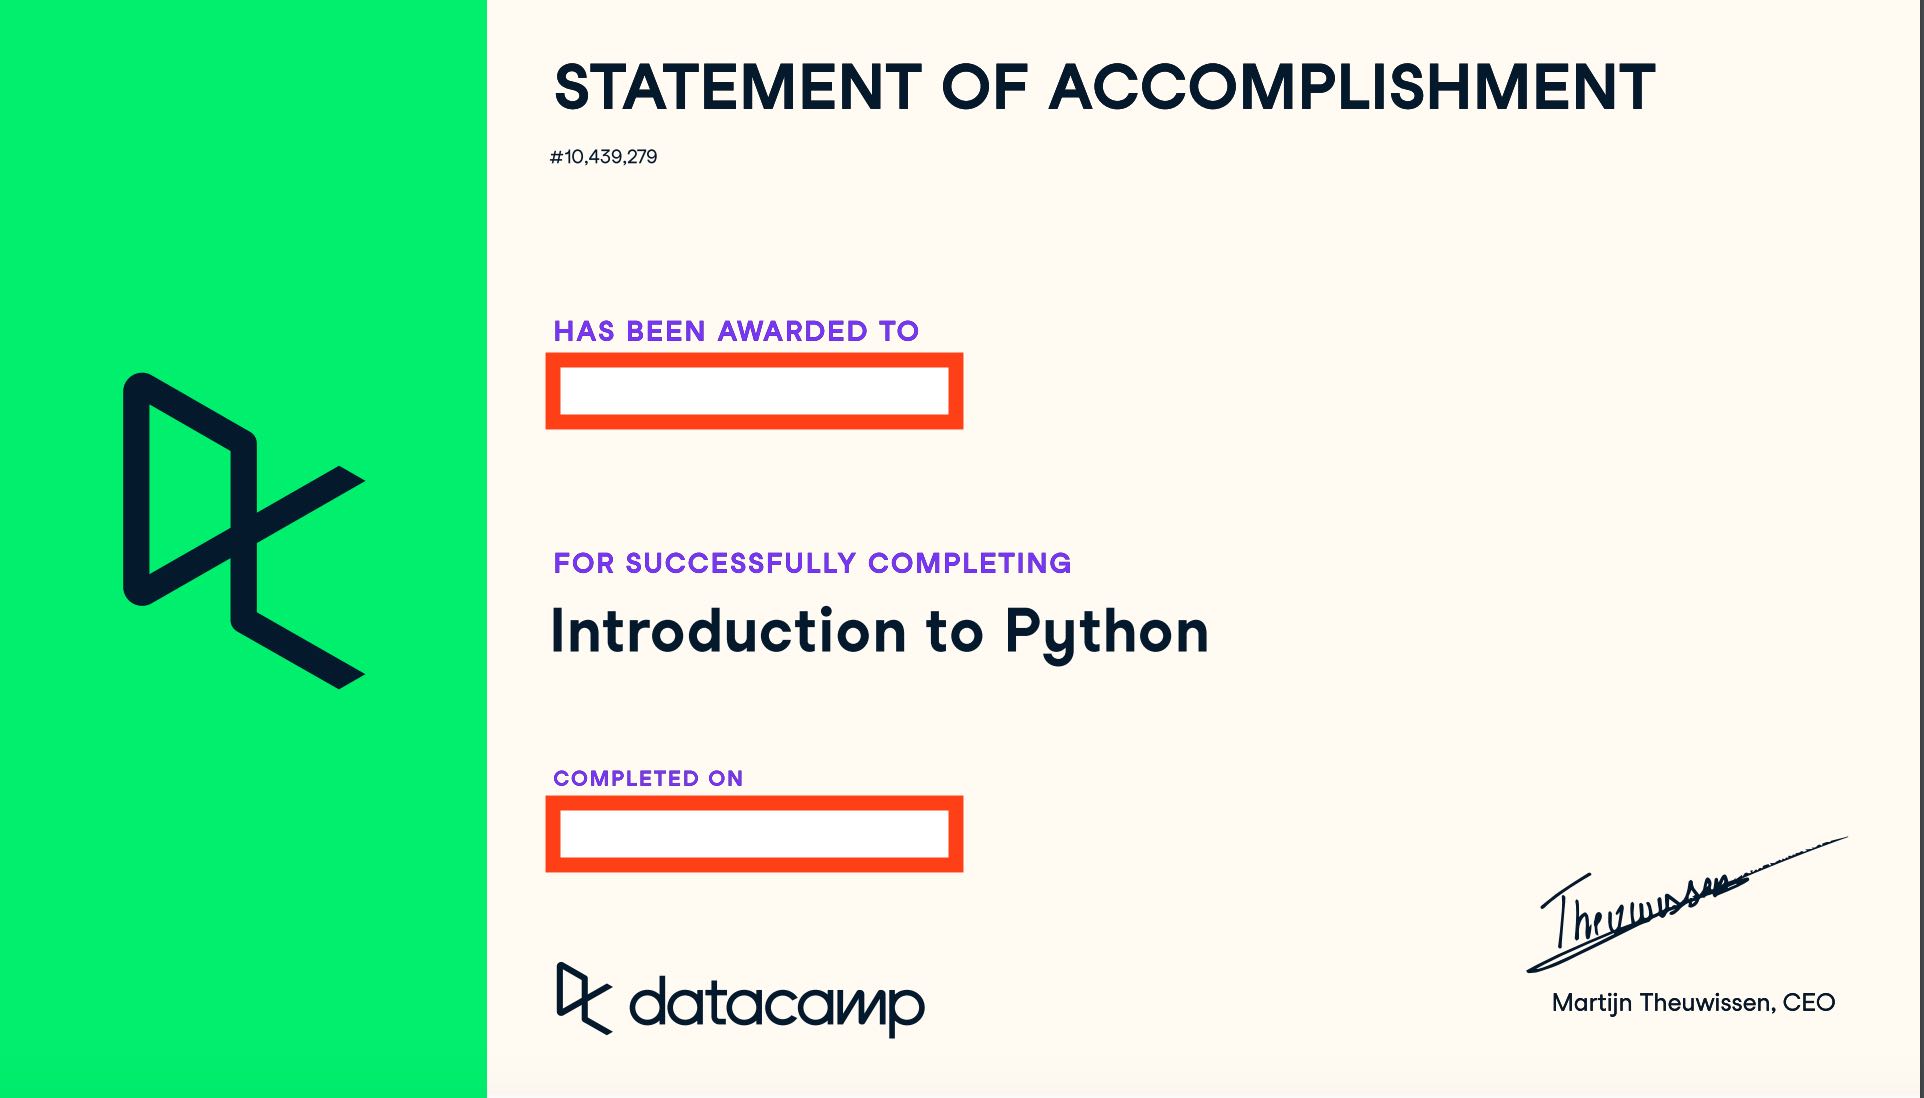 STATEMENT OF ACCOMPLISHMENT
#10,439,279
HAS BEEN AWARDED TO
FOR SUCCESSFULLY COMPLETING
Introduction to Python
COMPLETED ON
Theuwissen
datacamp
Martijn Theuwissen, CEO